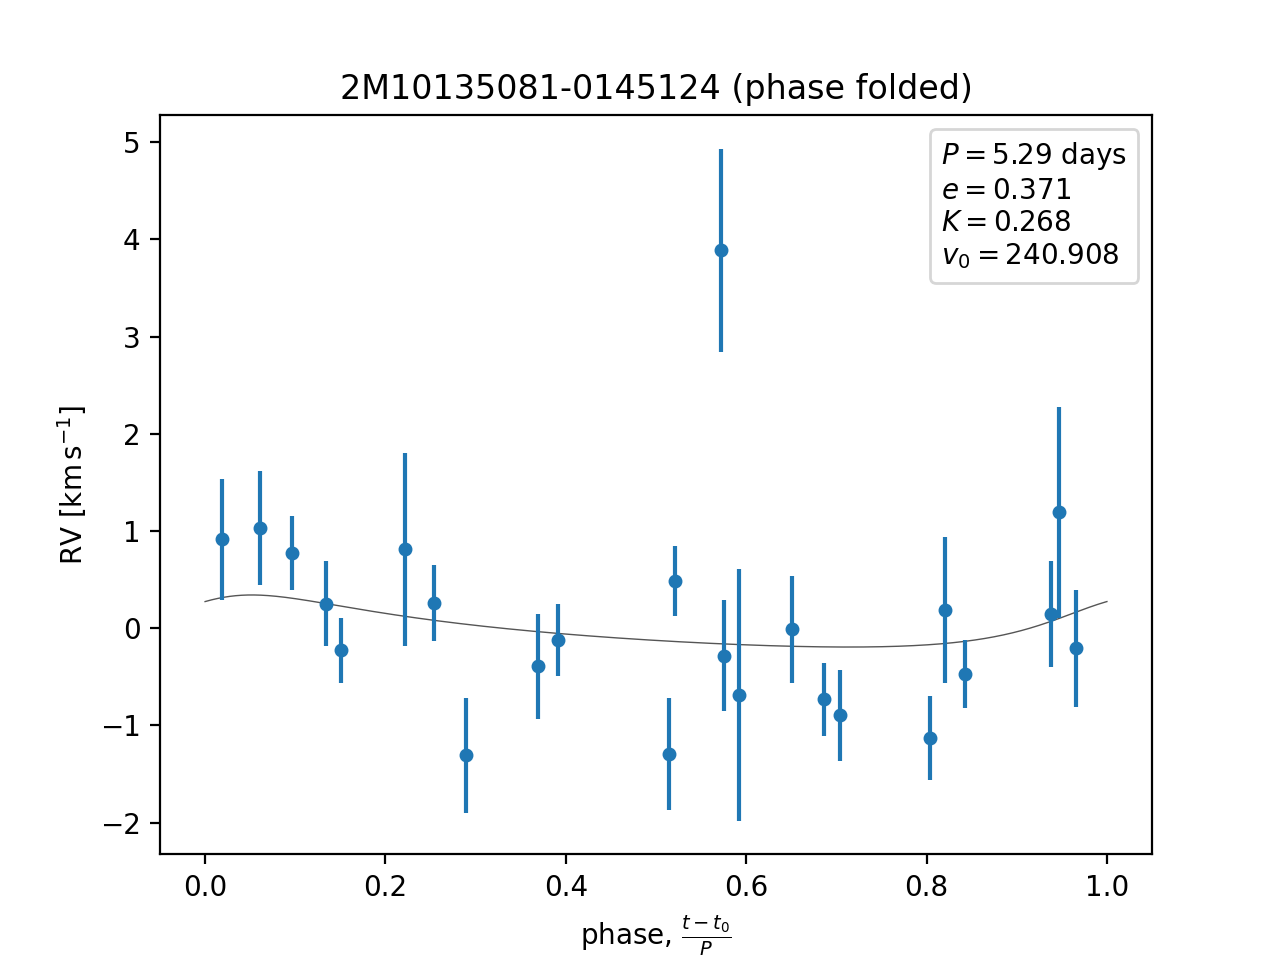 2M10135081-0145124 (phase folded)
P = 5.29 days
e = 0.371
K = 0.268
v₀ = 240.908
RV [km s⁻¹]
5
4
3
2
1
0
−1
−2
0.0 0.2 0.4 0.6 0.8 1.0
phase, (t − t₀)/P